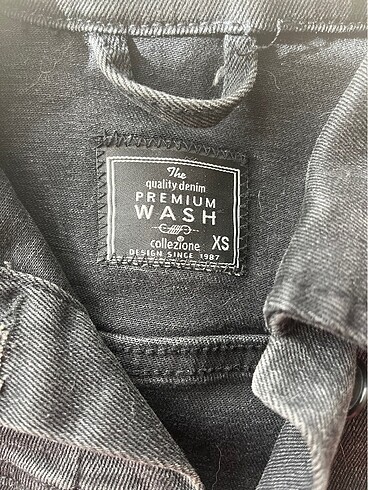 The
quality denim
PREMIUM
WASH
®
collezione XS
DESIGN SINCE 1987